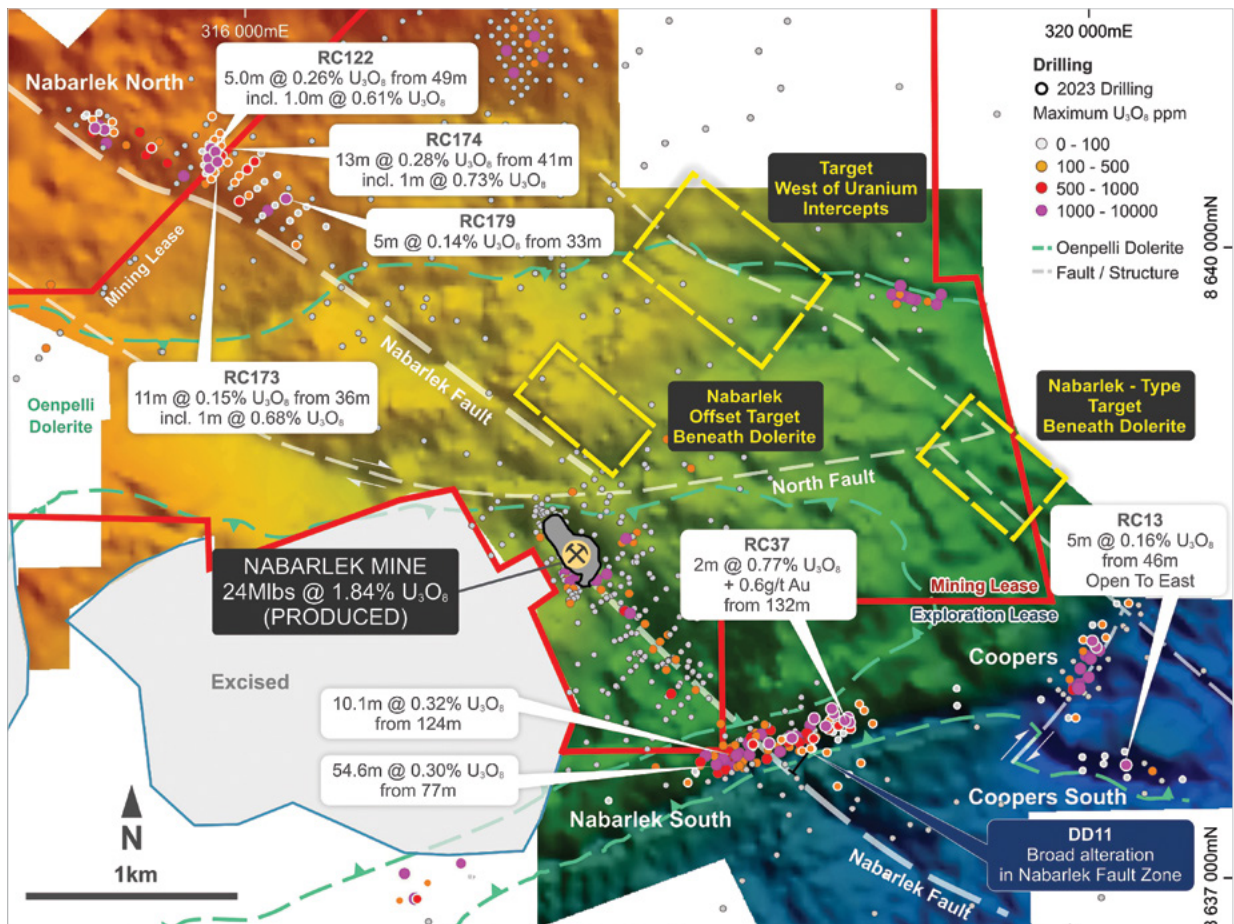 316 000mE
320 000mE
Nabarlek North
RC122
5.0m @ 0.26% U₃O₈ from 49m
incl. 1.0m @ 0.61% U₃O₈
RC174
13m @ 0.28% U₃O₈ from 41m
incl. 1m @ 0.73% U₃O₈
RC179
5m @ 0.14% U₃O₈ from 33m
Mining Lease
Target
West of Uranium
Intercepts
Drilling
2023 Drilling
Maximum U₃O₈ ppm
0 - 100
100 - 500
500 - 1000
1000 - 10000
Oenpelli Dolerite
Fault / Structure
8 640 000mN
RC173
11m @ 0.15% U₃O₈ from 36m
incl. 1m @ 0.68% U₃O₈
Oenpelli
Dolerite
Nabarlek Fault
Nabarlek
Offset Target
Beneath Dolerite
Nabarlek - Type
Target
Beneath Dolerite
North Fault
NABARLEK MINE
24Mlbs @ 1.84% U₃O₈
(PRODUCED)
RC37
2m @ 0.77% U₃O₈
+ 0.6g/t Au
from 132m
RC13
5m @ 0.16% U₃O₈
from 46m
Open To East
Mining Lease
Exploration Lease
Coopers
Excised
10.1m @ 0.32% U₃O₈
from 124m
54.6m @ 0.30% U₃O₈
from 77m
Nabarlek South
Coopers South
DD11
Broad alteration
in Nabarlek Fault Zone
Nabarlek Fault
N
1km
8 637 000mN